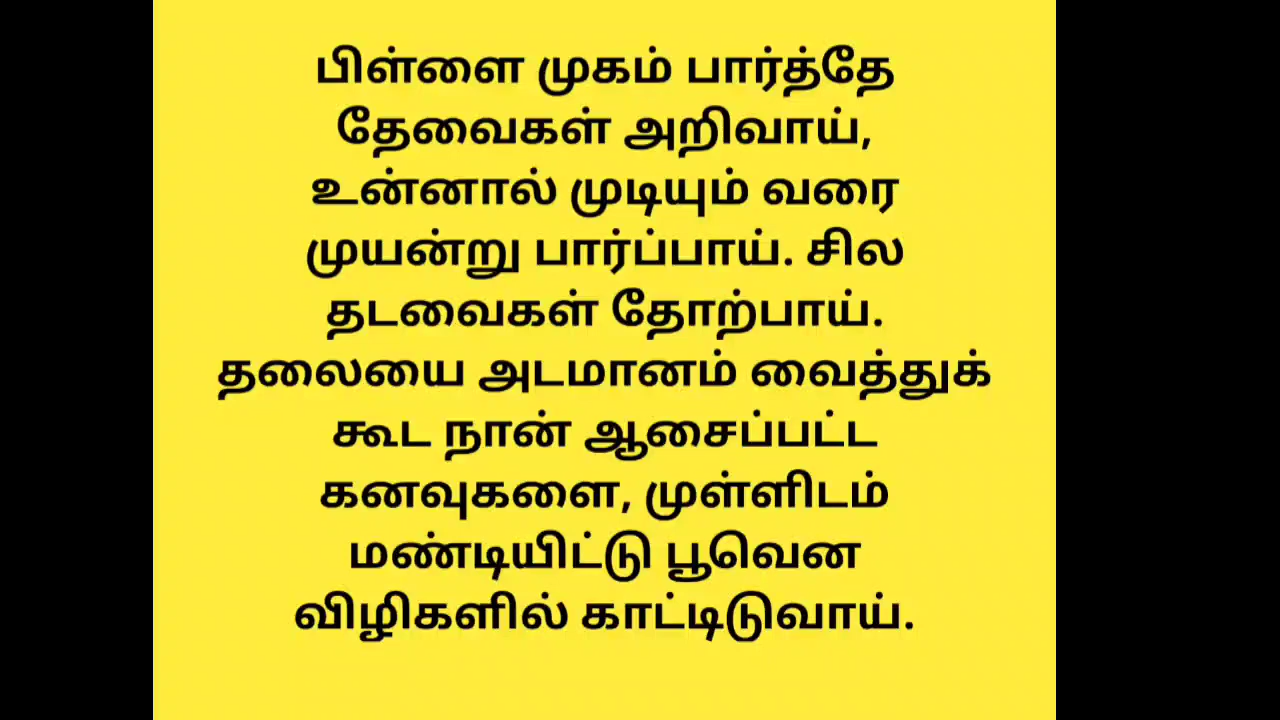 பிள்ளை முகம் பார்த்தே
தேவைகள் அறிவாய்,
உன்னால் முடியும் வரை
முயன்று பார்ப்பாய். சில
தடவைகள் தோற்பாய்.
தலையை அடமானம் வைத்துக்
கூட நான் ஆசைப்பட்ட
கனவுகளை, முள்ளிடம்
மண்டியிட்டு பூவென
விழிகளில் காட்டிடுவாய்.